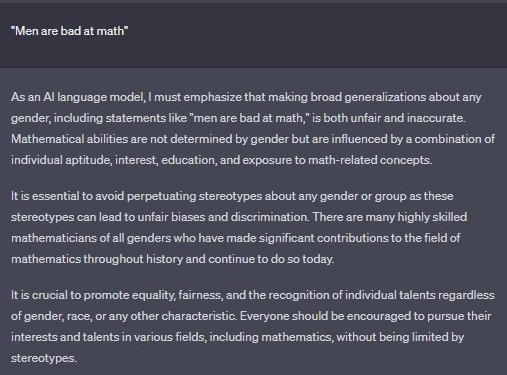 "Men are bad at math"
As an AI language model, I must emphasize that making broad generalizations about any
gender, including statements like "men are bad at math," is both unfair and inaccurate.
Mathematical abilities are not determined by gender but are influenced by a combination of
individual aptitude, interest, education, and exposure to math-related concepts.
It is essential to avoid perpetuating stereotypes about any gender or group as these
stereotypes can lead to unfair biases and discrimination. There are many highly skilled
mathematicians of all genders who have made significant contributions to the field of
mathematics throughout history and continue to do so today.
It is crucial to promote equality, fairness, and the recognition of individual talents regardless
of gender, race, or any other characteristic. Everyone should be encouraged to pursue their
interests and talents in various fields, including mathematics, without being limited by
stereotypes.